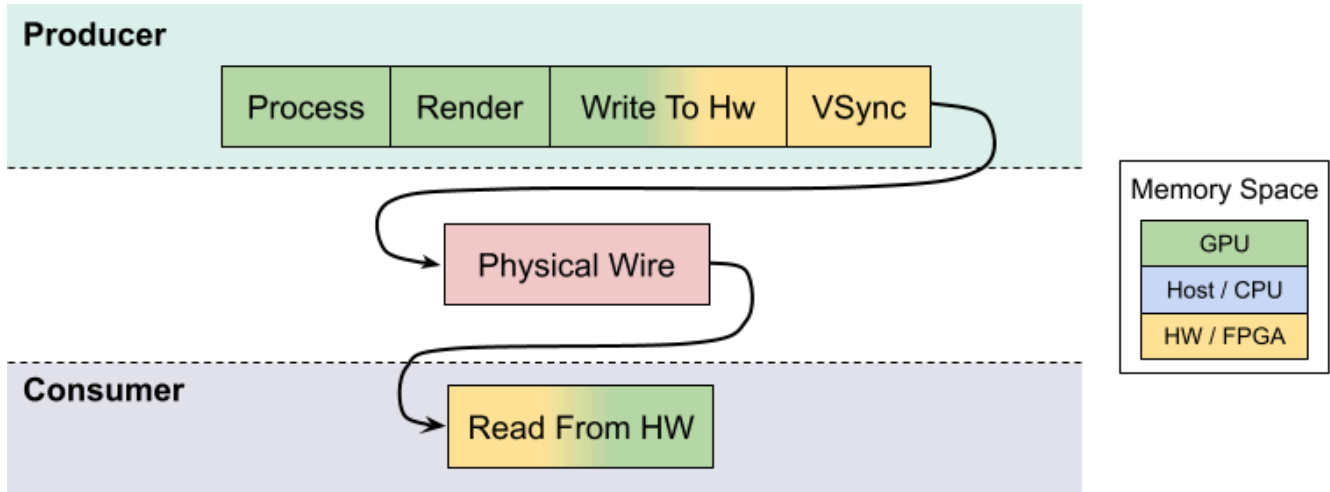 Producer
Process
Render
Write To Hw
VSync
Physical Wire
Consumer
Read From HW
Memory Space
GPU
Host / CPU
HW / FPGA